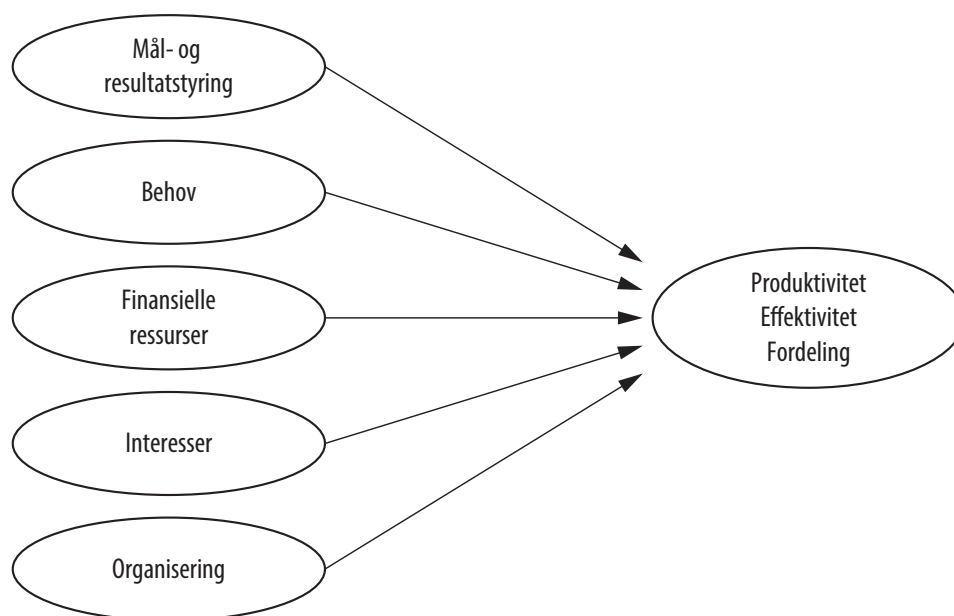 Mål- og
resultatstyring
Behov
Finansielle
ressurser
Interesser
Organisering
Produktivitet
Effektivitet
Fordeling